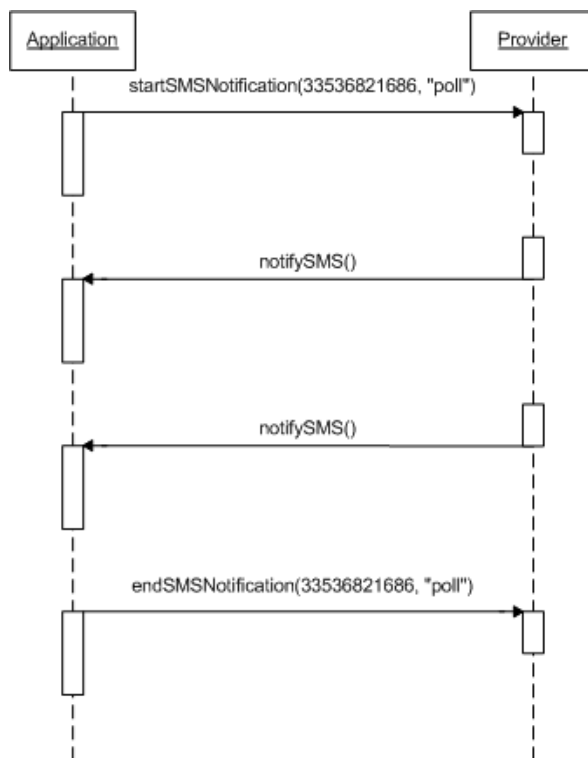 Application
Provider
startSMSNotification(33536821686, "poll")
notifySMS()
notifySMS()
endSMSNotification(33536821686, "poll")